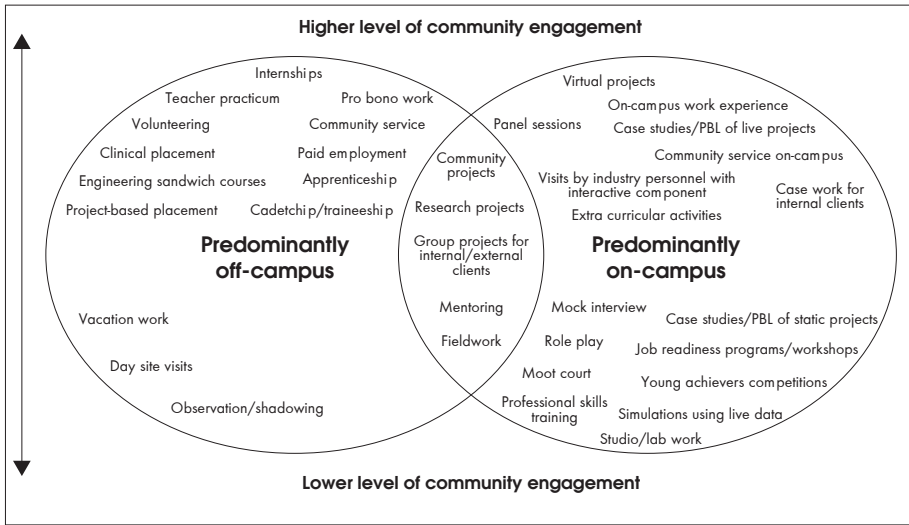 Higher level of community engagement
Internships
Teacher practicum
Pro bono work
Volunteering
Community service
Clinical placement
Paid employment
Engineering sandwich courses
Apprenticeship
Project-based placement
Cadetchip/traineeship
Predominantly
off-campus
Vacation work
Day site visits
Observation/shadowing
Community
projects
Research projects
Group projects for
internal/external
clients
Mentoring
Fieldwork
Virtual projects
On-campus work experience
Panel sessions
Case studies/PBL of live projects
Community service on-campus
Visits by industry personnel with
interactive component
Case work for
internal clients
Extra curricular activities
Predominantly
on-campus
Mock interview
Case studies/PBL of static projects
Role play
Job readiness programs/workshops
Moot court
Young achievers competitions
Professional skills
training
Simulations using live data
Studio/lab work
Lower level of community engagement